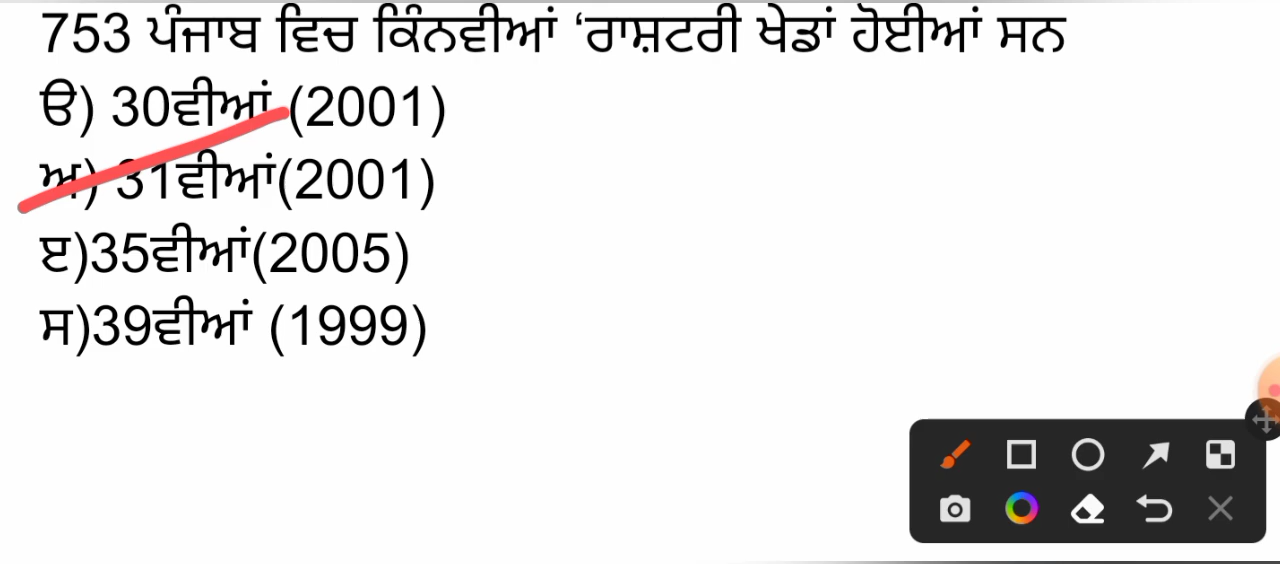 753 ਪੰਜਾਬ ਵਿਚ ਕਿੰਨਵੀਆਂ ‘ਰਾਸ਼ਟਰੀ ਖੇਡਾਂ ਹੋਈਆਂ ਸਨ
ੳ) 30ਵੀਆਂ (2001)
ਅ) 31ਵੀਆਂ(2001)
ੲ)35ਵੀਆਂ(2005)
ਸ)39ਵੀਆਂ (1999)